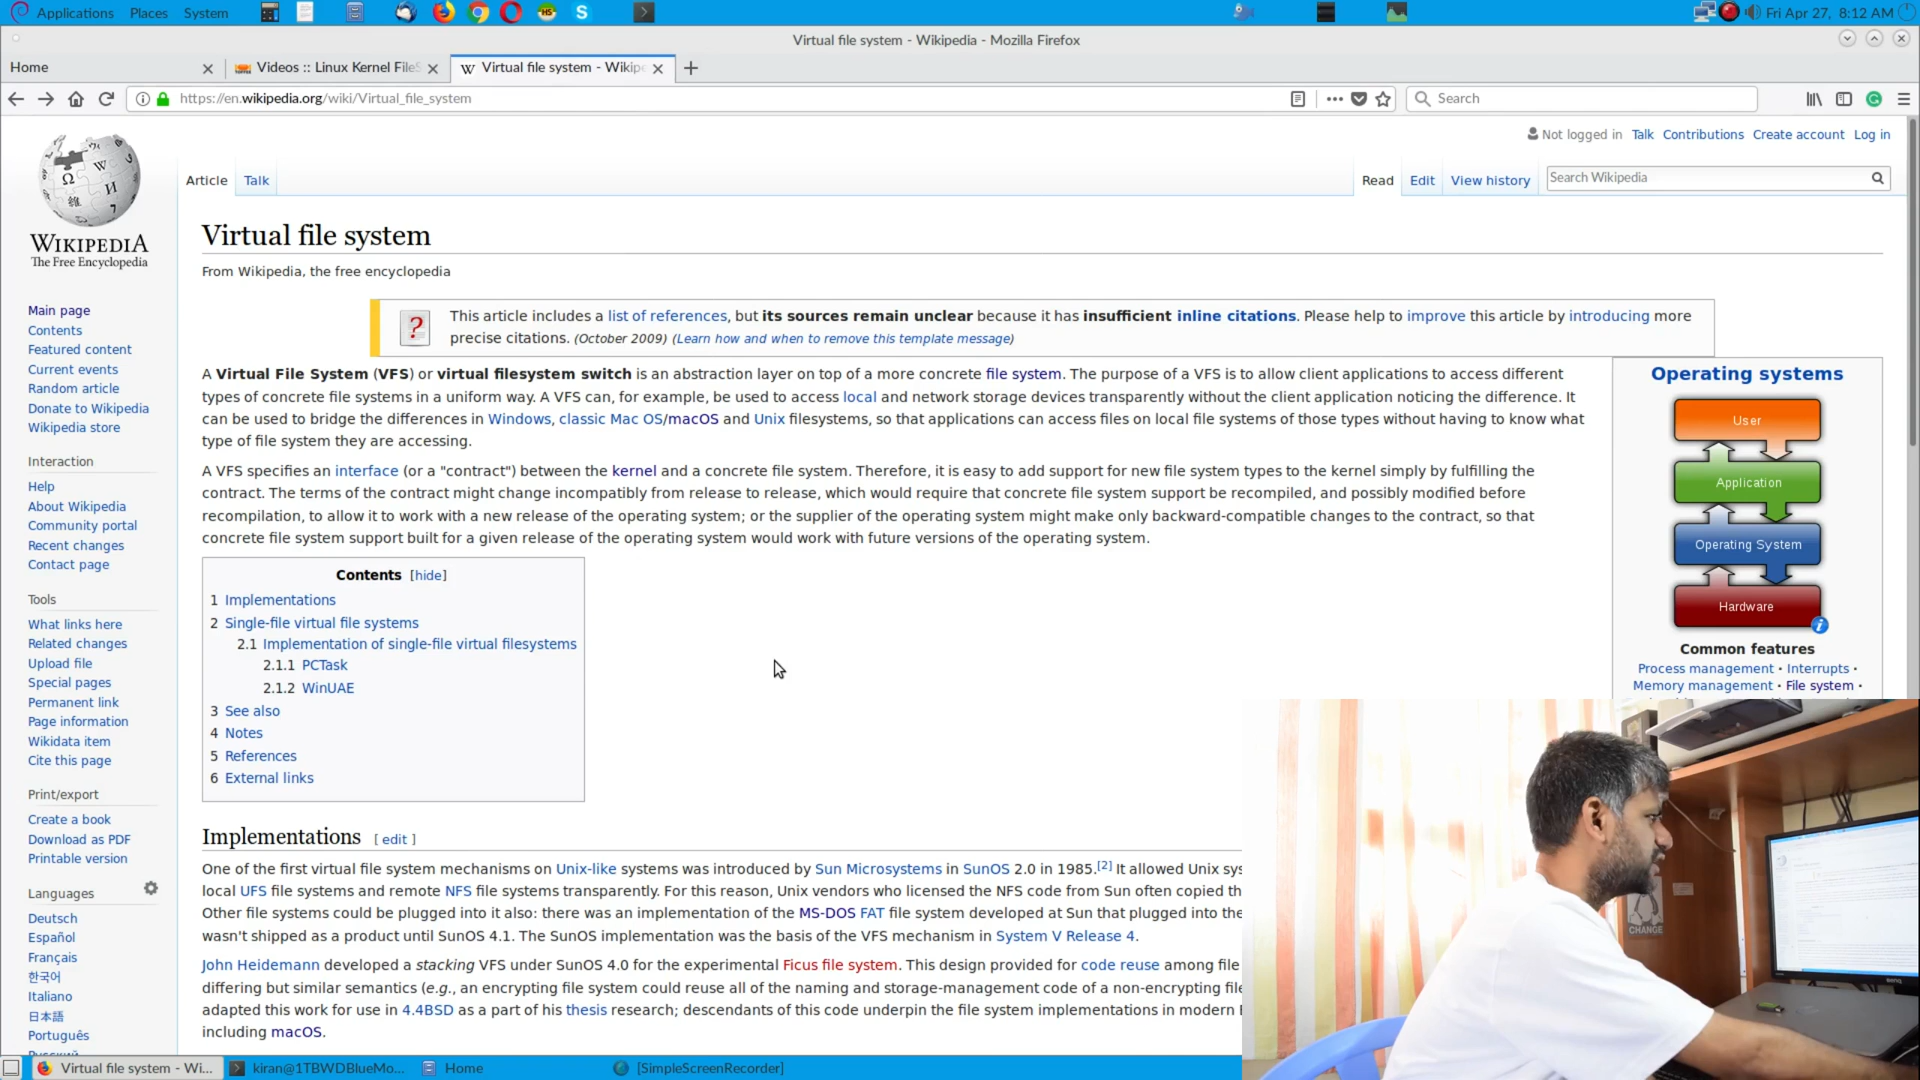 Applications Places System
Fri Apr 27, 8:12 AM
Virtual file system - Wikipedia - Mozilla Firefox
Home
Videos :: Linux Kernel FileS
Virtual file system - Wikip
https://en.wikipedia.org/wiki/Virtual_file_system
Search
Not logged in Talk Contributions Create account Log in
Article Talk
Read Edit View history
Search Wikipedia
WIKIPEDIA
The Free Encyclopedia
Main page
Contents
Featured content
Current events
Random article
Donate to Wikipedia
Wikipedia store
Interaction
Help
About Wikipedia
Community portal
Recent changes
Contact page
Tools
What links here
Related changes
Upload file
Special pages
Permanent link
Page information
Wikidata item
Cite this page
Print/export
Create a book
Download as PDF
Printable version
Languages
Deutsch
Español
Français
한국어
Italiano
日本語
Português
Virtual file system
From Wikipedia, the free encyclopedia
This article includes a list of references, but its sources remain unclear because it has insufficient inline citations. Please help to improve this article by introducing more
precise citations. (October 2009) (Learn how and when to remove this template message)
A Virtual File System (VFS) or virtual filesystem switch is an abstraction layer on top of a more concrete file system. The purpose of a VFS is to allow client applications to access different
types of concrete file systems in a uniform way. A VFS can, for example, be used to access local and network storage devices transparently without the client application noticing the difference. It
can be used to bridge the differences in Windows, classic Mac OS/macOS and Unix filesystems, so that applications can access files on local file systems of those types without having to know what
type of file system they are accessing.
A VFS specifies an interface (or a "contract") between the kernel and a concrete file system. Therefore, it is easy to add support for new file system types to the kernel simply by fulfilling the
contract. The terms of the contract might change incompatibly from release to release, which would require that concrete file system support be recompiled, and possibly modified before
recompilation, to allow it to work with a new release of the operating system; or the supplier of the operating system might make only backward-compatible changes to the contract, so that
concrete file system support built for a given release of the operating system would work with future versions of the operating system.
Contents [hide]
1 Implementations
2 Single-file virtual file systems
2.1 Implementation of single-file virtual filesystems
2.1.1 PCTask
2.1.2 WinUAE
3 See also
4 Notes
5 References
6 External links
Operating systems
User
Application
Operating System
Hardware
Common features
Process management · Interrupts ·
Memory management · File system ·
Implementations [ edit ]
One of the first virtual file system mechanisms on Unix-like systems was introduced by Sun Microsystems in SunOS 2.0 in 1985.[2] It allowed Unix sys
local UFS file systems and remote NFS file systems transparently. For this reason, Unix vendors who licensed the NFS code from Sun often copied th
Other file systems could be plugged into it also: there was an implementation of the MS-DOS FAT file system developed at Sun that plugged into the
wasn't shipped as a product until SunOS 4.1. The SunOS implementation was the basis of the VFS mechanism in System V Release 4.
John Heidemann developed a stacking VFS under SunOS 4.0 for the experimental Ficus file system. This design provided for code reuse among file
differing but similar semantics (e.g., an encrypting file system could reuse all of the naming and storage-management code of a non-encrypting file
adapted this work for use in 4.4BSD as a part of his thesis research; descendants of this code underpin the file system implementations in modern
including macOS.
CHANGE
Virtual file system - Wi...
kiran@1TBWDBlueMo...
Home
[SimpleScreenRecorder]